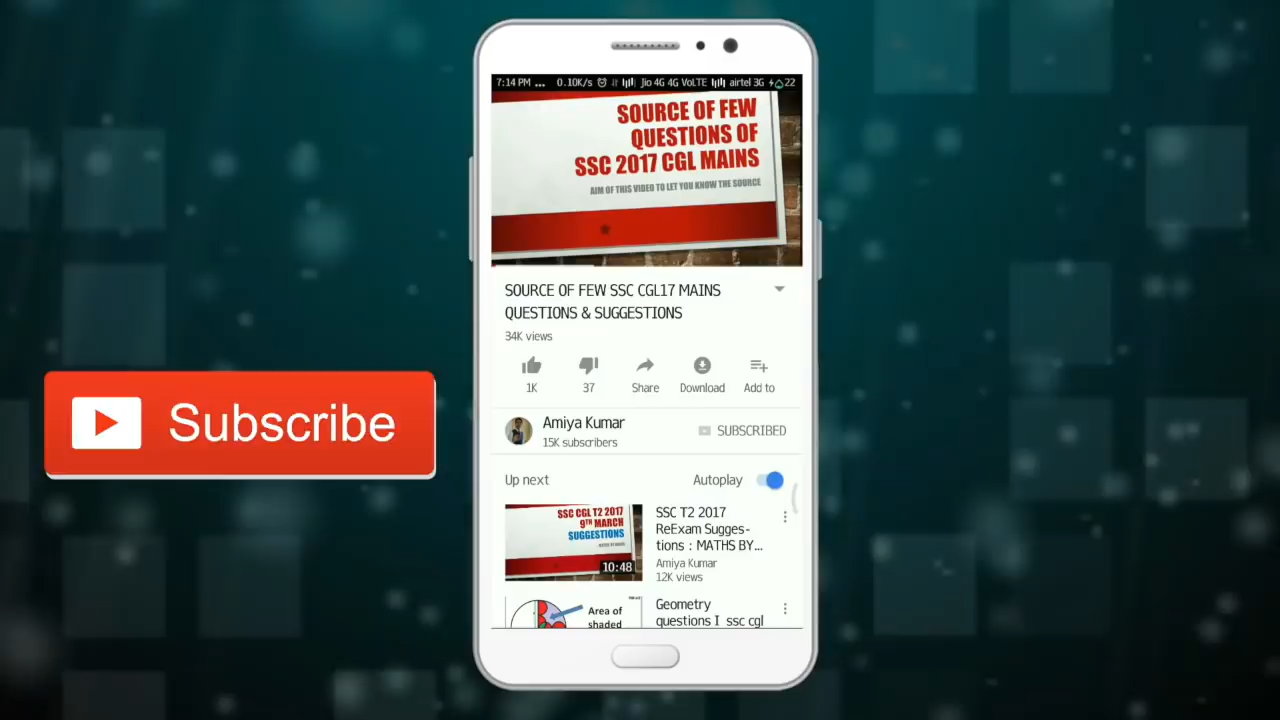 7:14 PM ... 0.10K/s Jio 4G 4G VoLTE airtel 3G 22
SOURCE OF FEW
QUESTIONS OF
SSC 2017 CGL MAINS
AIM OF THIS VIDEO TO LET YOU KNOW THE SOURCE
SOURCE OF FEW SSC CGL17 MAINS
QUESTIONS & SUGGESTIONS
34K views
1K 37 Share Download Add to
Subscribe
Amiya Kumar
15K subscribers
SUBSCRIBED
Up next Autoplay
SSC CGL T2 2017
9TH MARCH
SUGGESTIONS
10:48
SSC T2 2017
ReExam Sugges-
tions : MATHS BY...
Amiya Kumar
12K views
Area of
shaded
Geometry
questions I ssc cgl